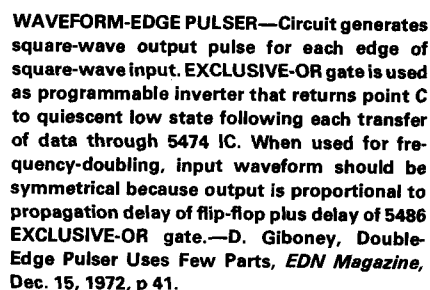 WAVEFORM-EDGE PULSER—Circuit generates
square-wave output pulse for each edge of
square-wave input. EXCLUSIVE-OR gate is used
as programmable inverter that returns point C
to quiescent low state following each transfer
of data through 5474 IC. When used for fre-
quency-doubling, input waveform should be
symmetrical because output is proportional to
propagation delay of flip-flop plus delay of 5486
EXCLUSIVE-OR gate.—D. Giboney, Double-
Edge Pulser Uses Few Parts, EDN Magazine,
Dec. 15, 1972, p 41.